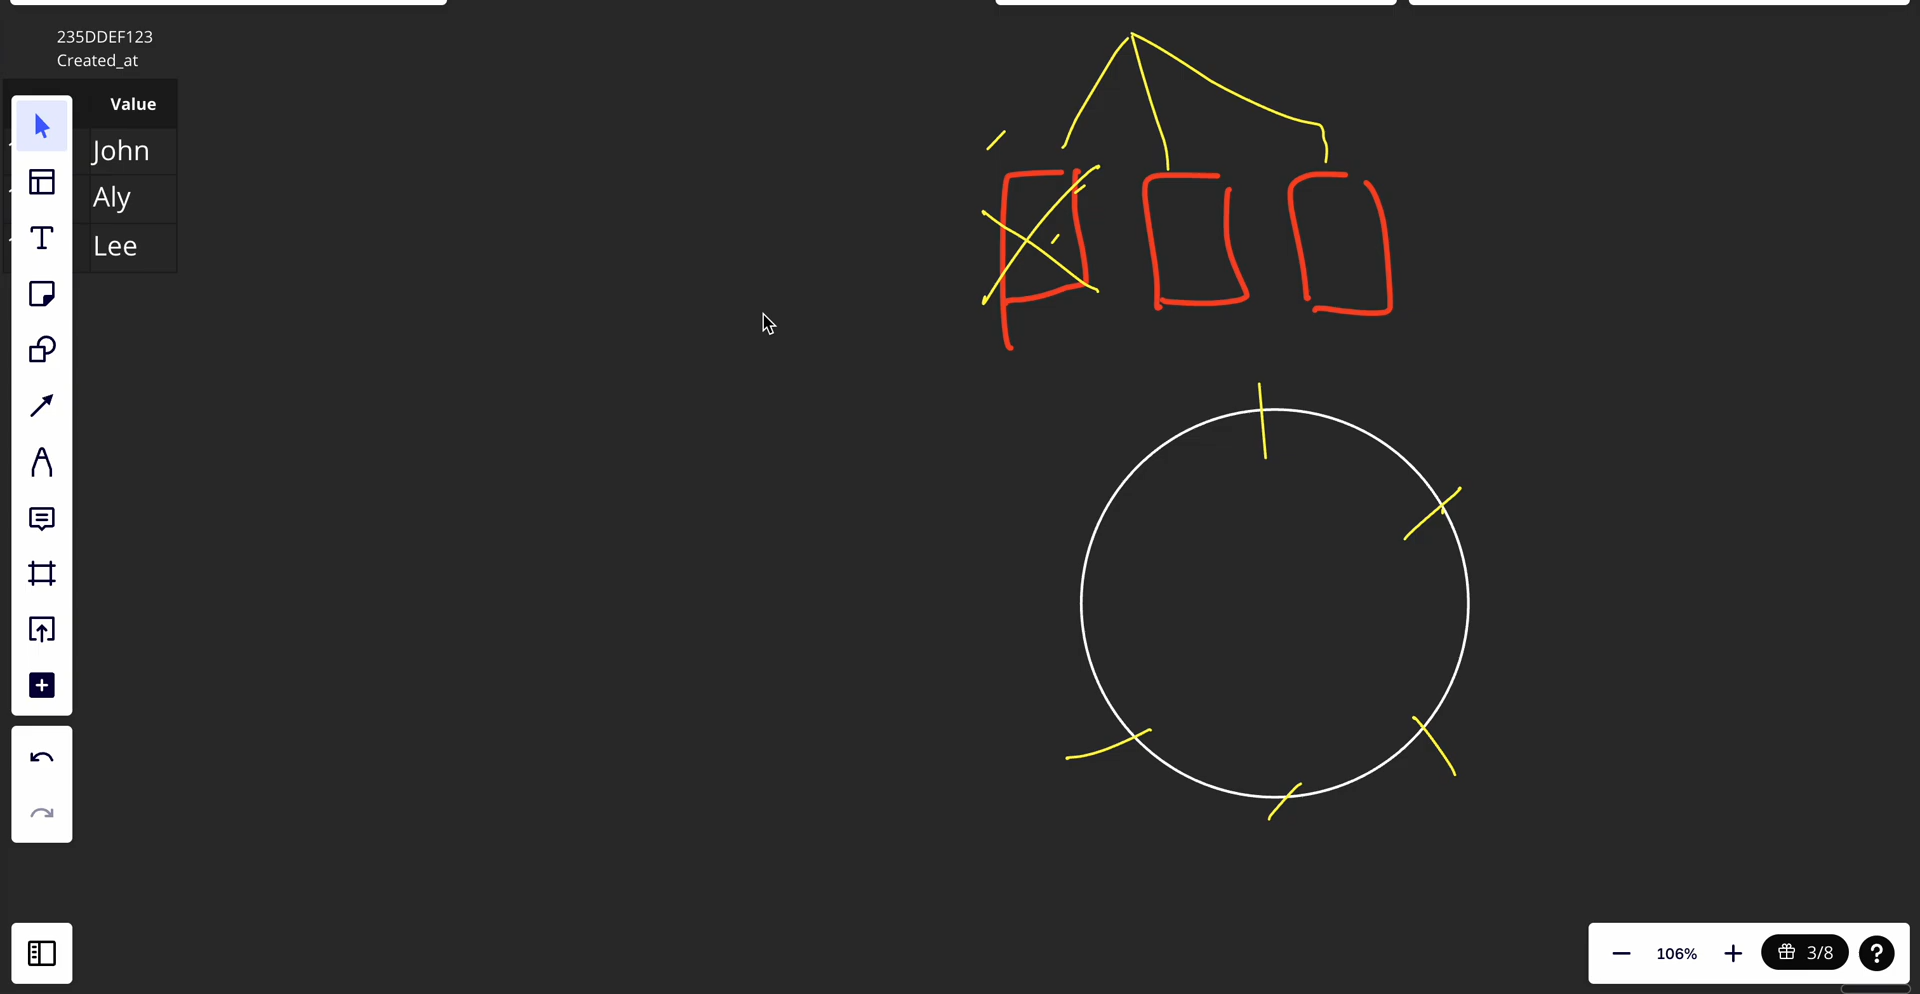 235DDEF123
Created_at
Value
John
Aly
Lee
106%
3/8
?